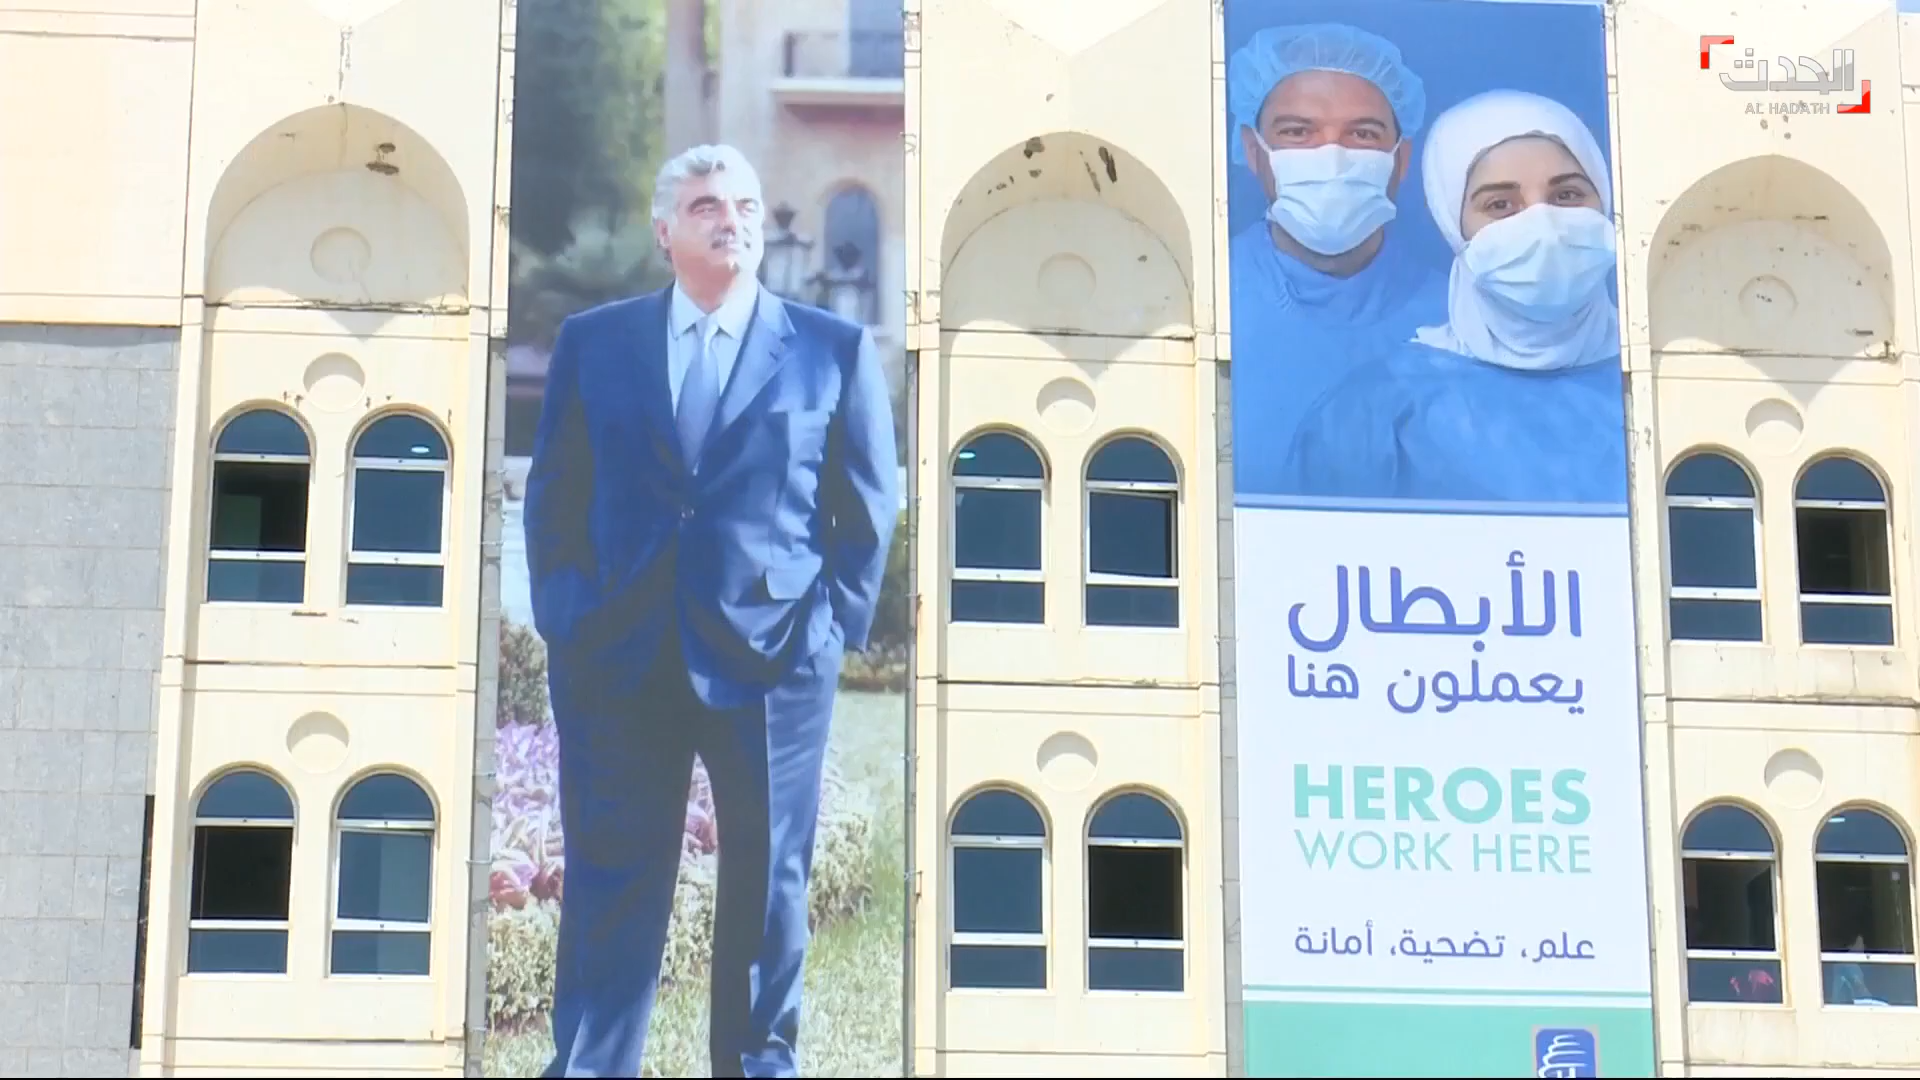 الحدث
AL HADATH
الأبطال
يعملون هنا
HEROES
WORK HERE
علم، تضحية، أمانة